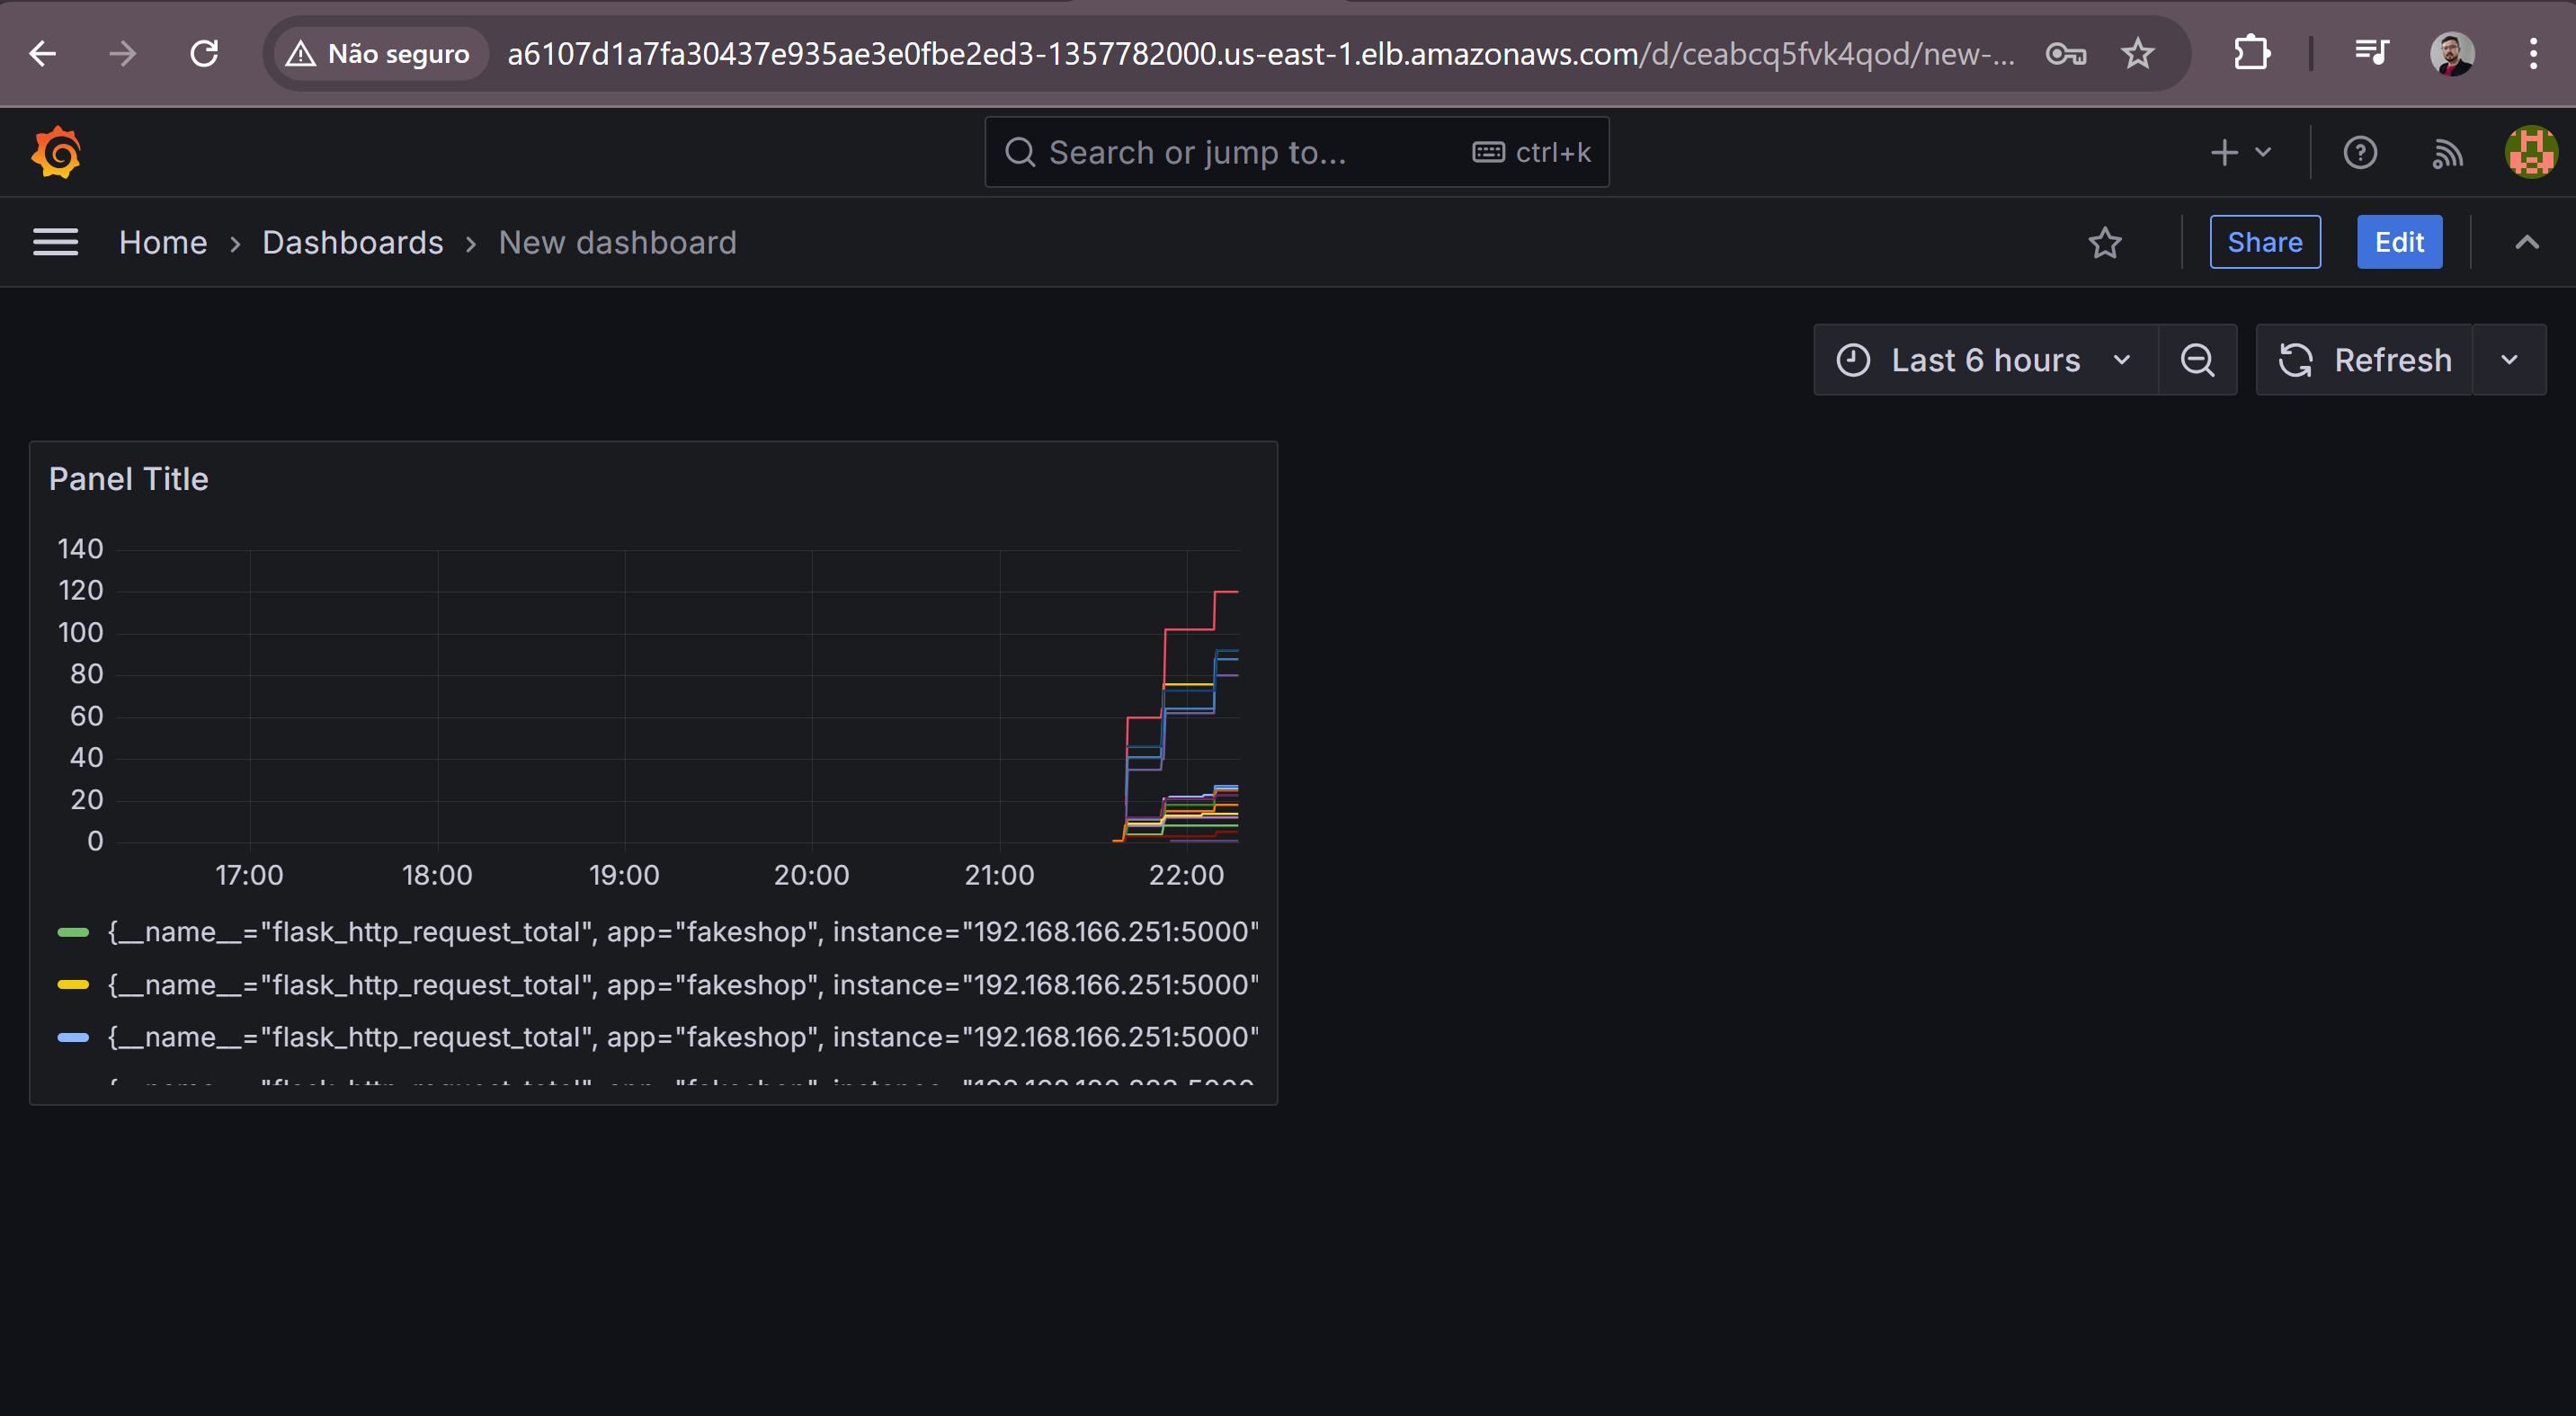 Não seguro a6107d1a7fa30437e935ae3e0fbe2ed3-1357782000.us-east-1.elb.amazonaws.com/d/ceabcq5fvk4qod/new-...
Search or jump to... ctrl+k
Home › Dashboards › New dashboard Share Edit
Last 6 hours Refresh
Panel Title
140
120
100
80
60
40
20
0
17:00 18:00 19:00 20:00 21:00 22:00
{__name__="flask_http_request_total", app="fakeshop", instance="192.168.166.251:5000"
{__name__="flask_http_request_total", app="fakeshop", instance="192.168.166.251:5000"
{__name__="flask_http_request_total", app="fakeshop", instance="192.168.166.251:5000"